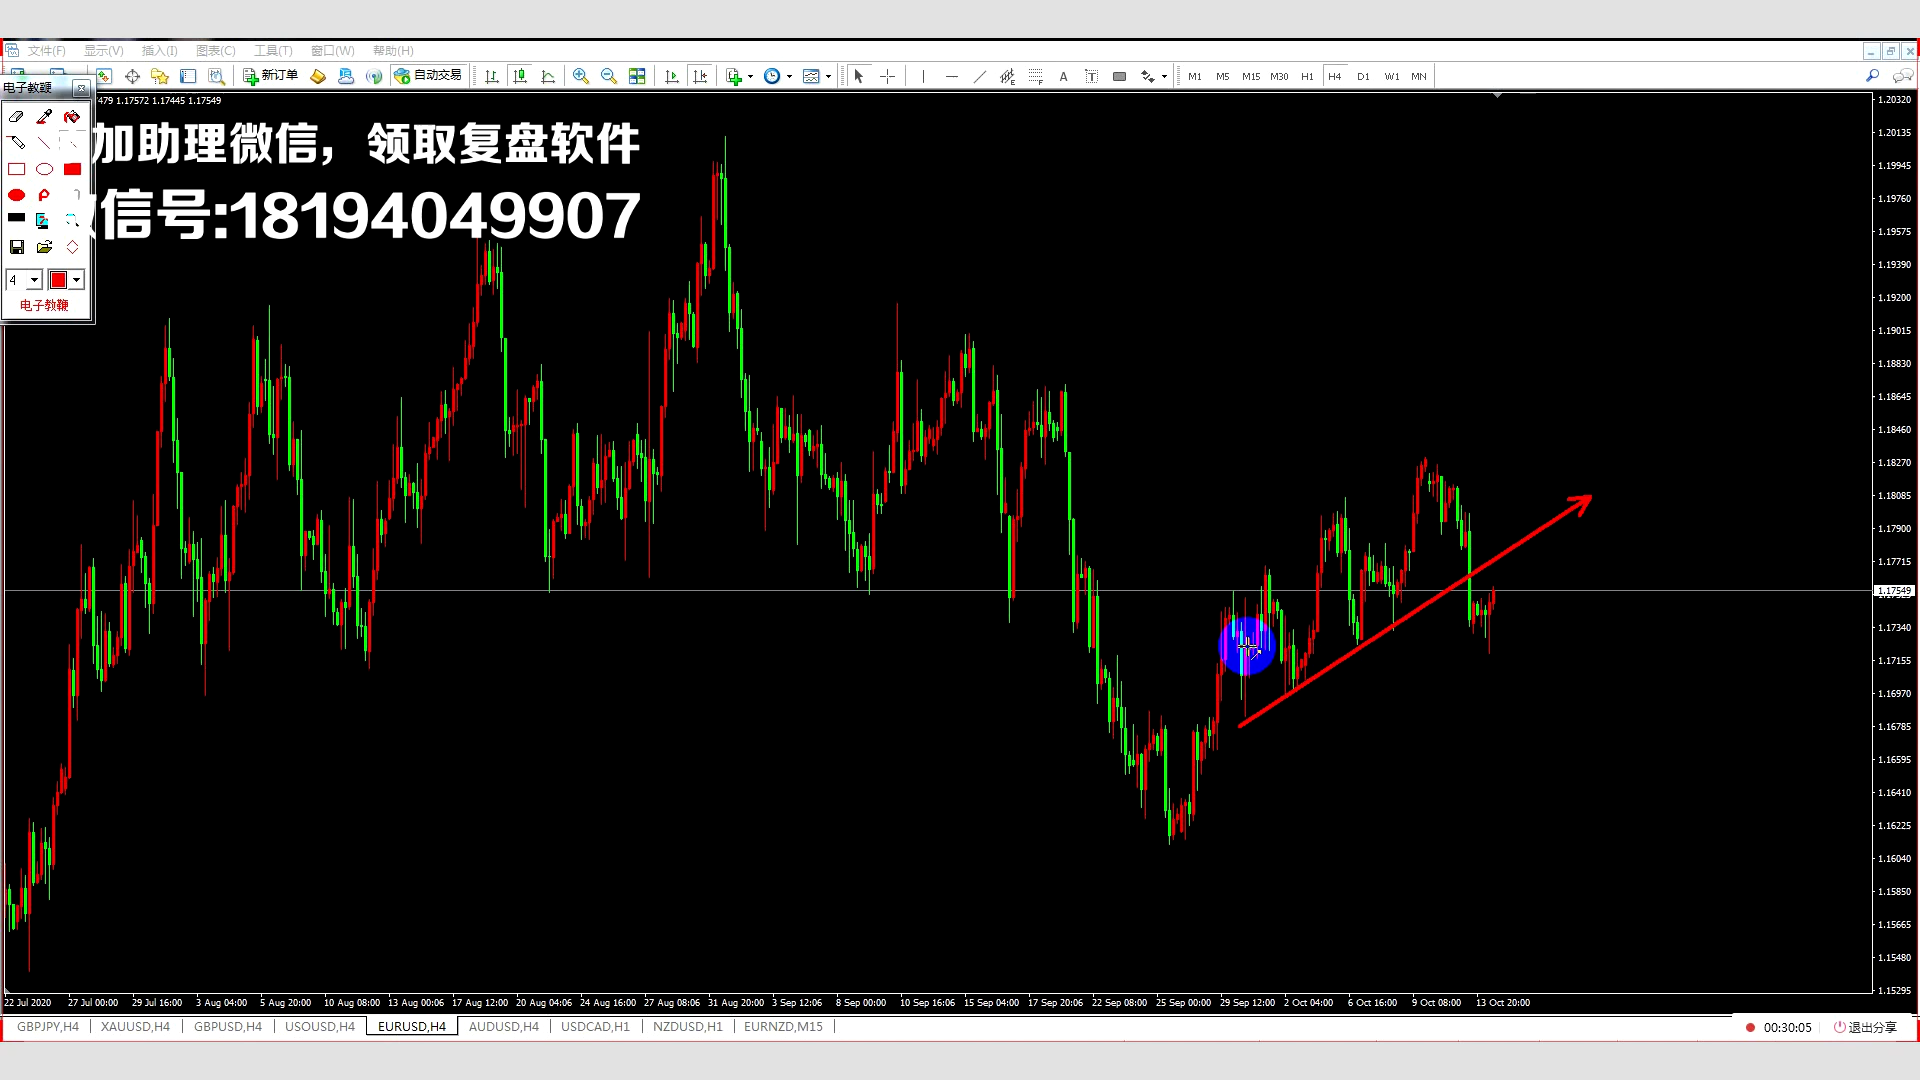 文件(F) 显示(V) 插入(I) 图表(C) 工具(T) 窗口(W) 帮助(H)
新订单 自动交易 A T M1 M5 M15 M30 H1 H4 D1 W1 MN
电子教鞭
479 1.17572 1.17445 1.17549
加助理微信，领取复盘软件
信号:18194049907
4
电子教鞭
1.20320
1.20135
1.19945
1.19760
1.19575
1.19390
1.19200
1.19015
1.18830
1.18645
1.18460
1.18270
1.18085
1.17900
1.17715
1.17549
1.17340
1.17155
1.16970
1.16785
1.16595
1.16410
1.16225
1.16040
1.15850
1.15665
1.15480
1.15295
22 Jul 2020 27 Jul 00:00 29 Jul 16:00 3 Aug 04:00 5 Aug 20:00 10 Aug 08:00 13 Aug 00:06 17 Aug 12:00 20 Aug 04:06 24 Aug 16:00 27 Aug 08:06 31 Aug 20:00 3 Sep 12:06 8 Sep 00:00 10 Sep 16:06 15 Sep 04:00 17 Sep 20:06 22 Sep 08:00 25 Sep 00:00 29 Sep 12:00 2 Oct 04:00 6 Oct 16:00 9 Oct 08:00 13 Oct 20:00
GBPJPY,H4 XAUUSD,H4 GBPUSD,H4 USOUSD,H4 EURUSD,H4 AUDUSD,H4 USDCAD,H1 NZDUSD,H1 EURNZD,M15
00:30:05 退出分享